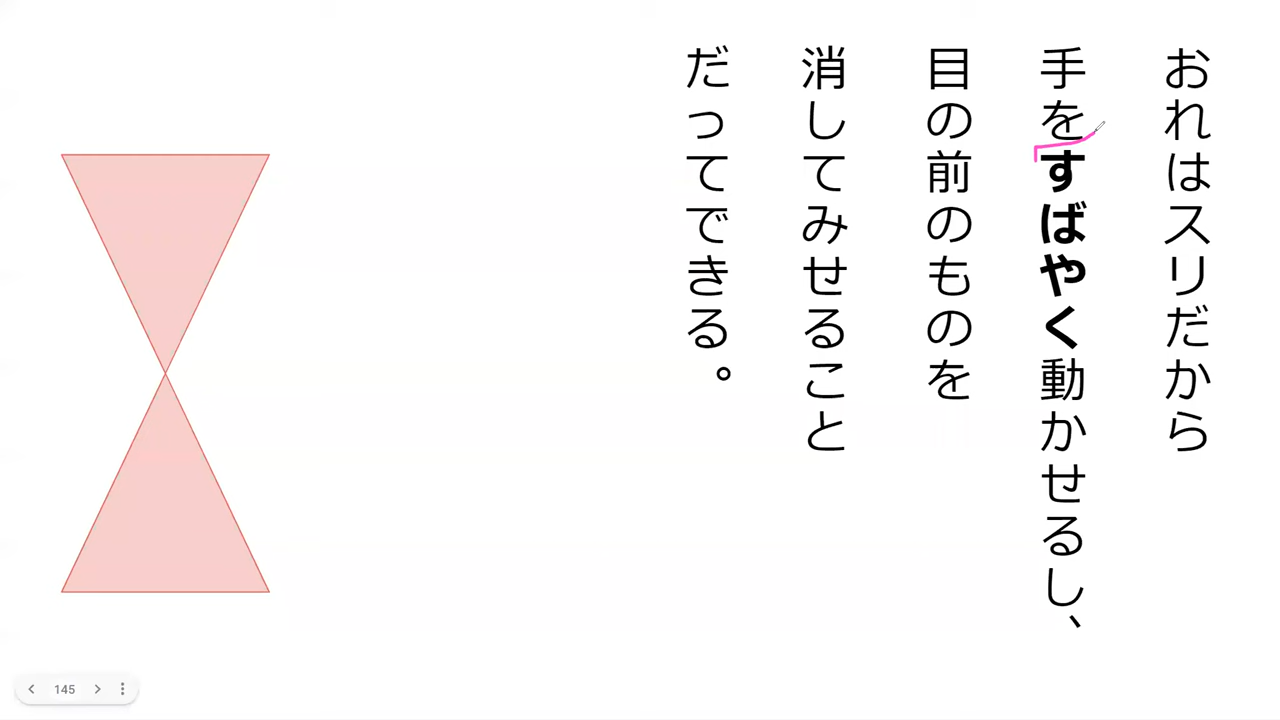 おれはスリだから
手をすばやく動かせるし、
目の前のものを
消してみせること
だってできる。
145